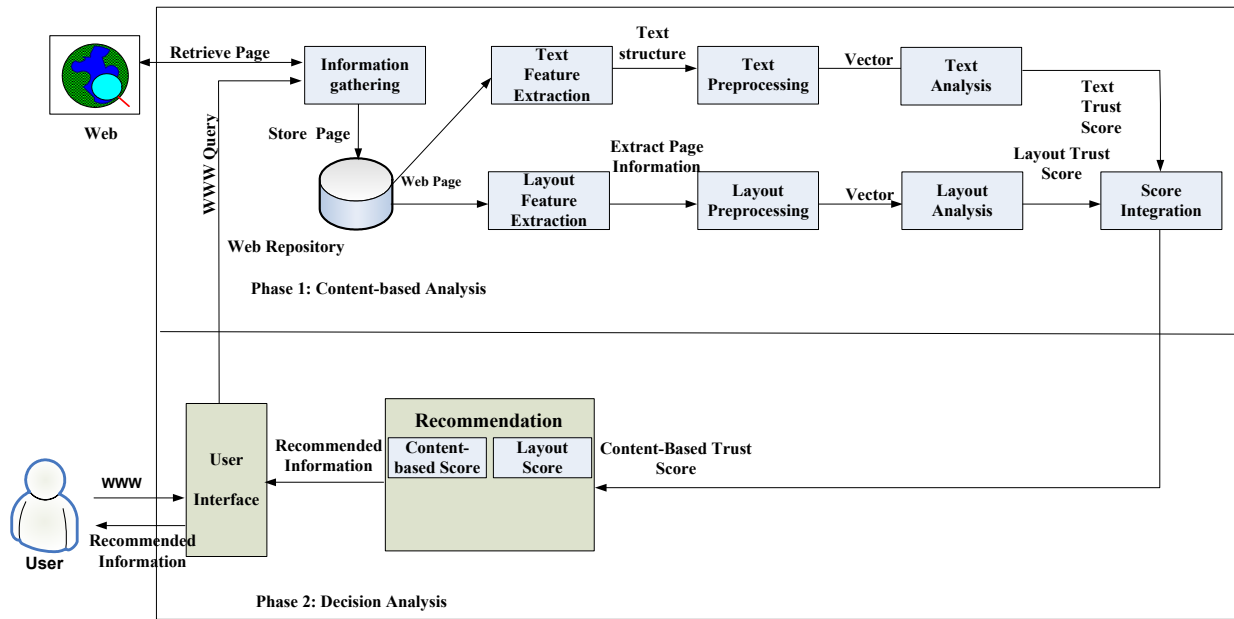 Retrieve Page
Web
WWW Query
Information
gathering
Store  Page
Web Page
Web Repository
Text
Feature
Extraction
Text
structure
Text
Preprocessing
Vector
Text
Analysis
Text
Trust
Score
Layout
Feature
Extraction
Extract Page
Information
Layout
Preprocessing
Vector
Layout
Analysis
Layout Trust
Score
Score
Integration
Phase 1: Content-based Analysis
User
www
Recommended
Information
User
Interface
Recommended
Information
Recommendation
Content-
based Score
Layout
Score
Content-Based Trust
Score
Phase 2: Decision Analysis